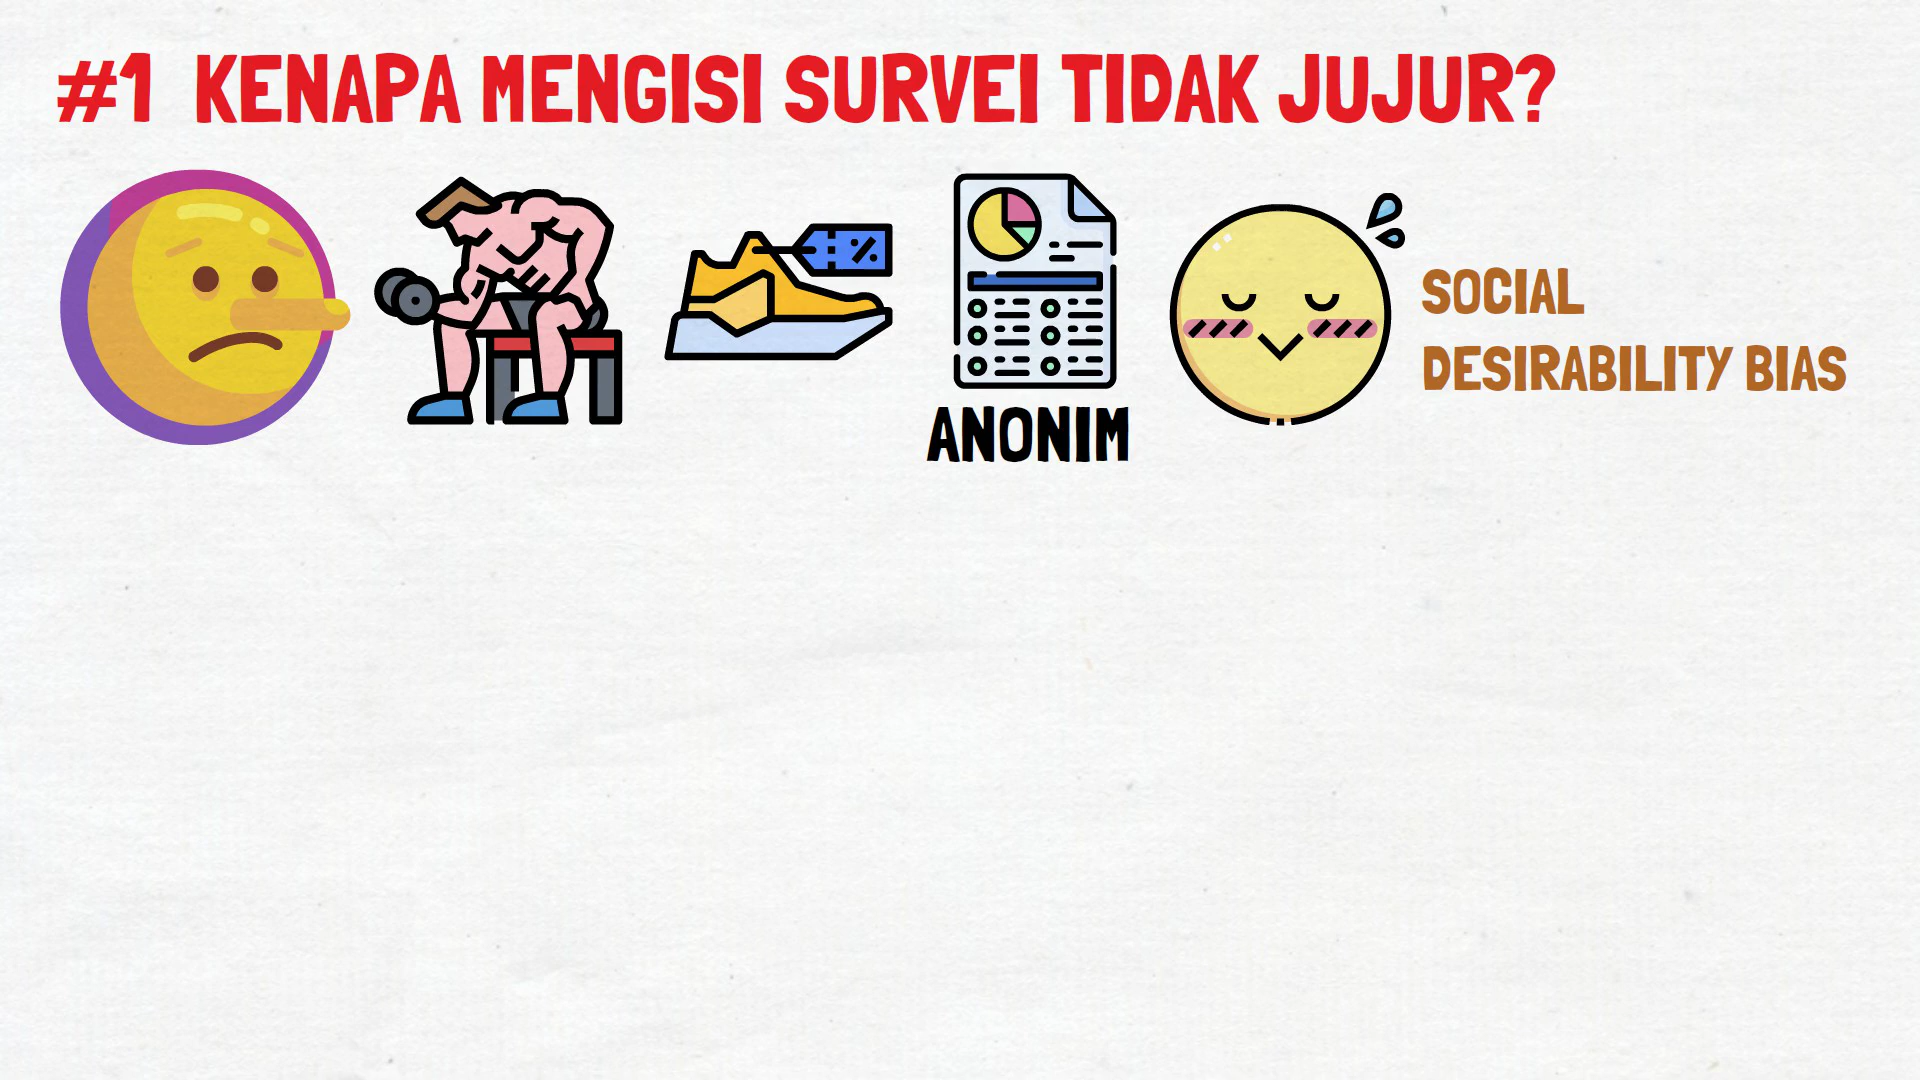 #1 KENAPA MENGISI SURVEI TIDAK JUJUR?
ANONIM
SOCIAL
DESIRABILITY BIAS